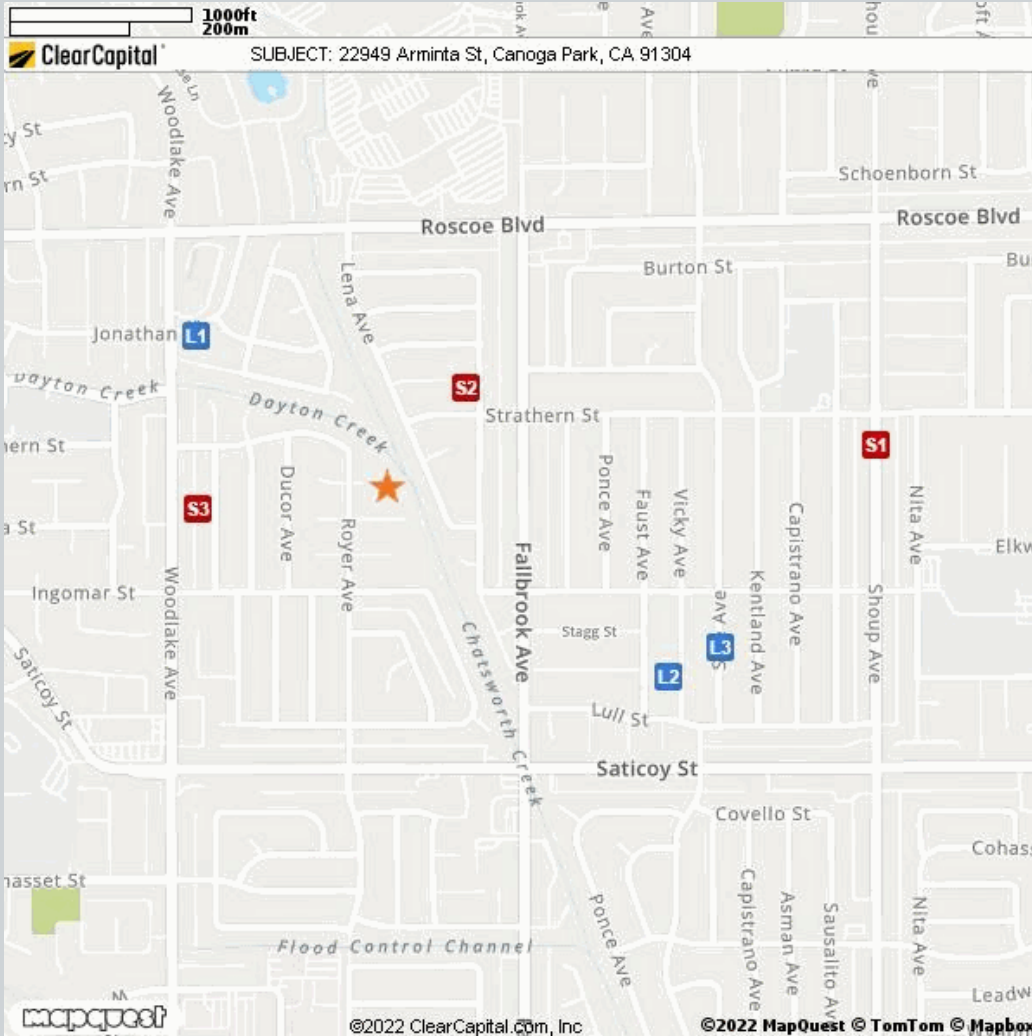 1000ft
200m
ClearCapital
SUBJECT: 22949 Arminta St, Canoga Park, CA 91304
Woodlake Ave
Schoenborn St
Roscoe Blvd
Roscoe Blvd
Burton St
Lena Ave
Jonathan
L1
Dayton Creek
Dayton Creek
S2
Strathern St
S1
S3
Ducor Ave
Royer Ave
Ponce Ave
Faust Ave
Vicky Ave
Capistrano Ave
Nita Ave
Ingomar St
Woodlake Ave
Fallbrook Ave
Kentland Ave
Shoup Ave
Stagg St
L3
L2
Chatsworth Creek
Saticoy St
Lull St
Saticoy St
Covello St
Capistrano Ave
Asman Ave
Sausalito Av
Nita Ave
Ponce Ave
Flood Control Channel
mapquest
©2022 ClearCapital.com, Inc
©2022 MapQuest © TomTom © Mapbo